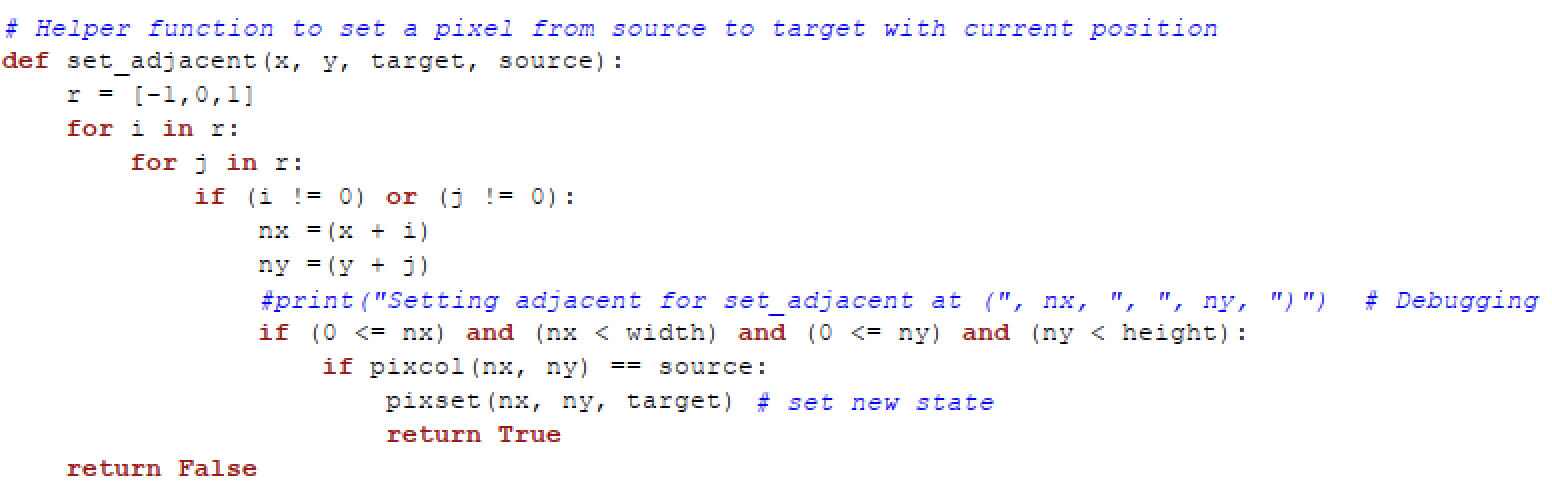 # Helper function to set a pixel from source to target with current position
def set_adjacent(x, y, target, source):
    r = [-1,0,1]
    for i in r:
        for j in r:
            if (i != 0) or (j != 0):
                nx =(x + i)
                ny =(y + j)
                #print("Setting adjacent for set_adjacent at (", nx, ", ", ny, ")")  # Debugging
                if (0 <= nx) and (nx < width) and (0 <= ny) and (ny < height):
                    if pixcol(nx, ny) == source:
                        pixset(nx, ny, target) # set new state
                        return True
    return False